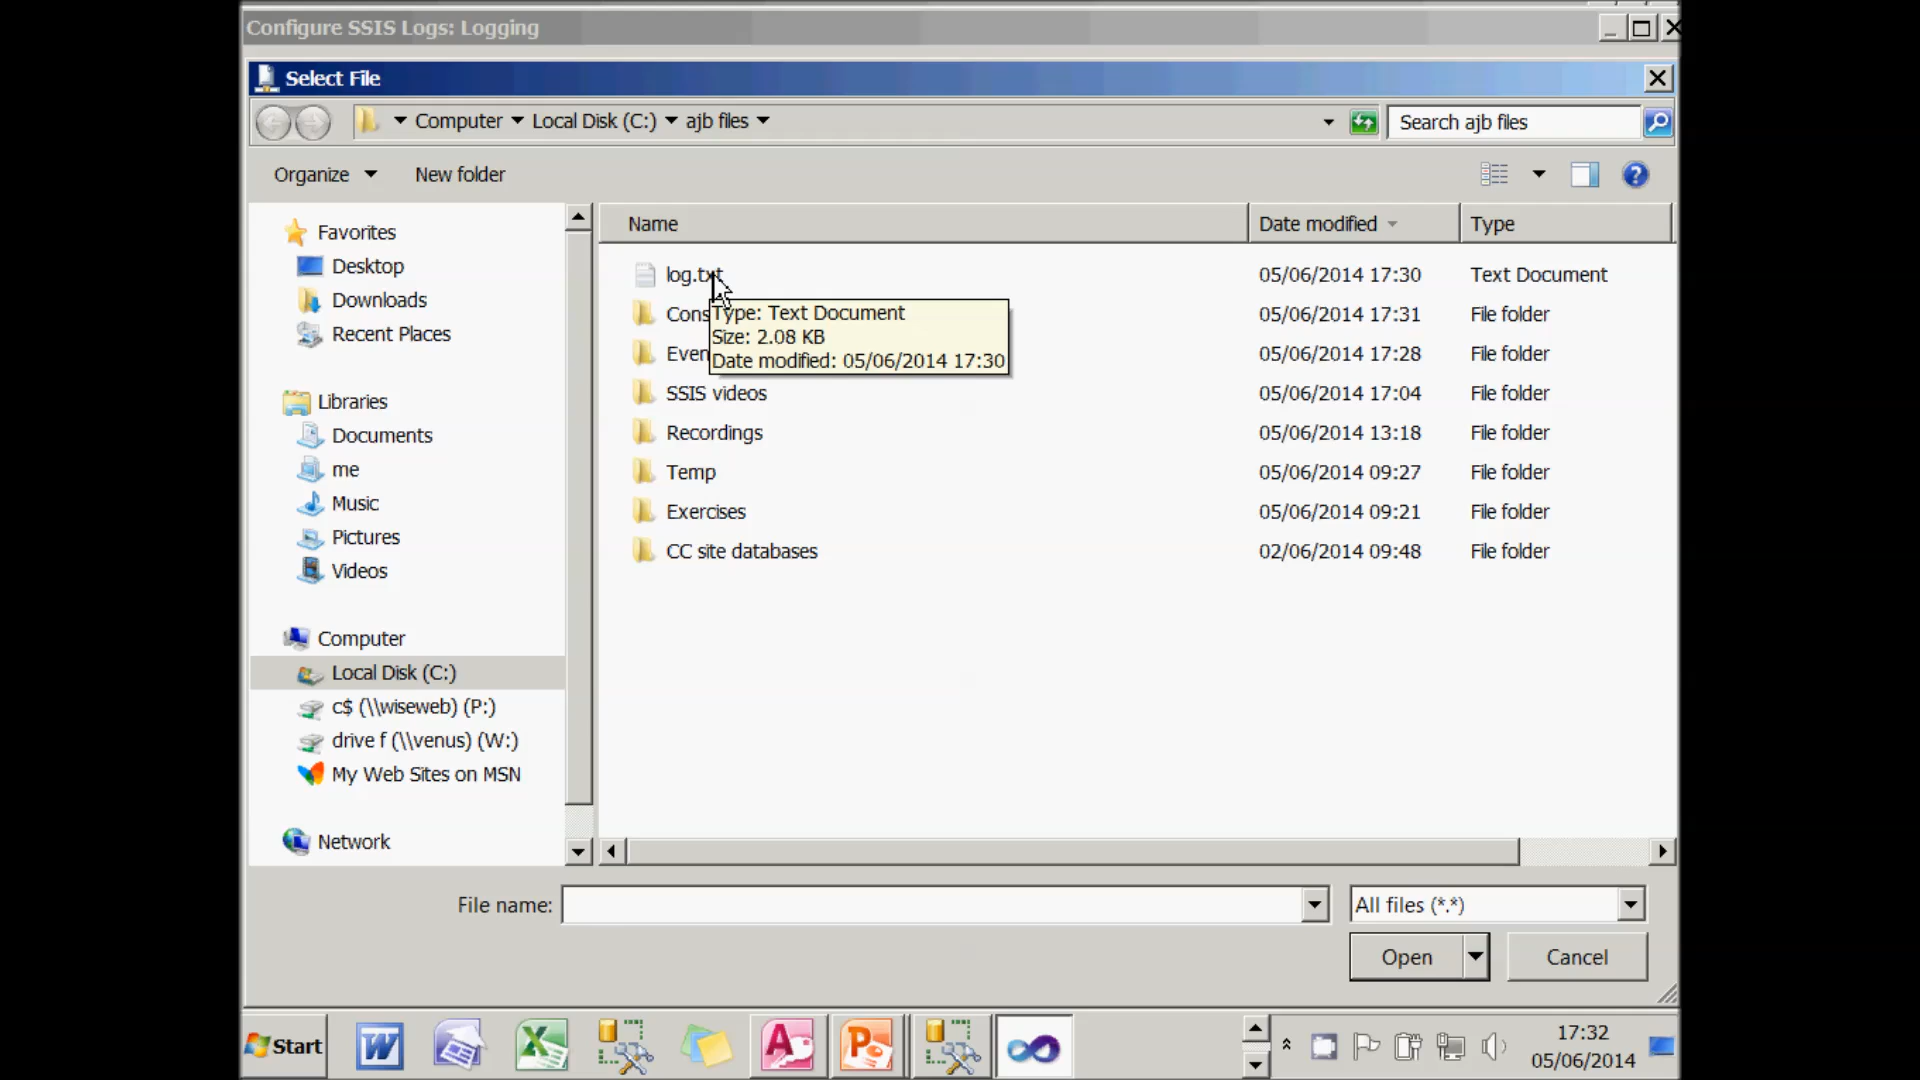 Configure SSIS Logs: Logging
Select File
Computer Local Disk (C:) ajb files
Search ajb files
Organize New folder
Name Date modified Type
Favorites
Desktop
Downloads
Recent Places
Libraries
Documents
me
Music
Pictures
Videos
Computer
Local Disk (C:)
c$ (\\wiseweb) (P:)
drive f (\\venus) (W:)
My Web Sites on MSN
Network
log.txt 05/06/2014 17:30 Text Document
05/06/2014 17:31 File folder
05/06/2014 17:28 File folder
SSIS videos 05/06/2014 17:04 File folder
Recordings 05/06/2014 13:18 File folder
Temp 05/06/2014 09:27 File folder
Exercises 05/06/2014 09:21 File folder
CC site databases 02/06/2014 09:48 File folder
Type: Text Document
Size: 2.08 KB
Date modified: 05/06/2014 17:30
File name:
All files (*.*)
Open Cancel
Start
17:32
05/06/2014